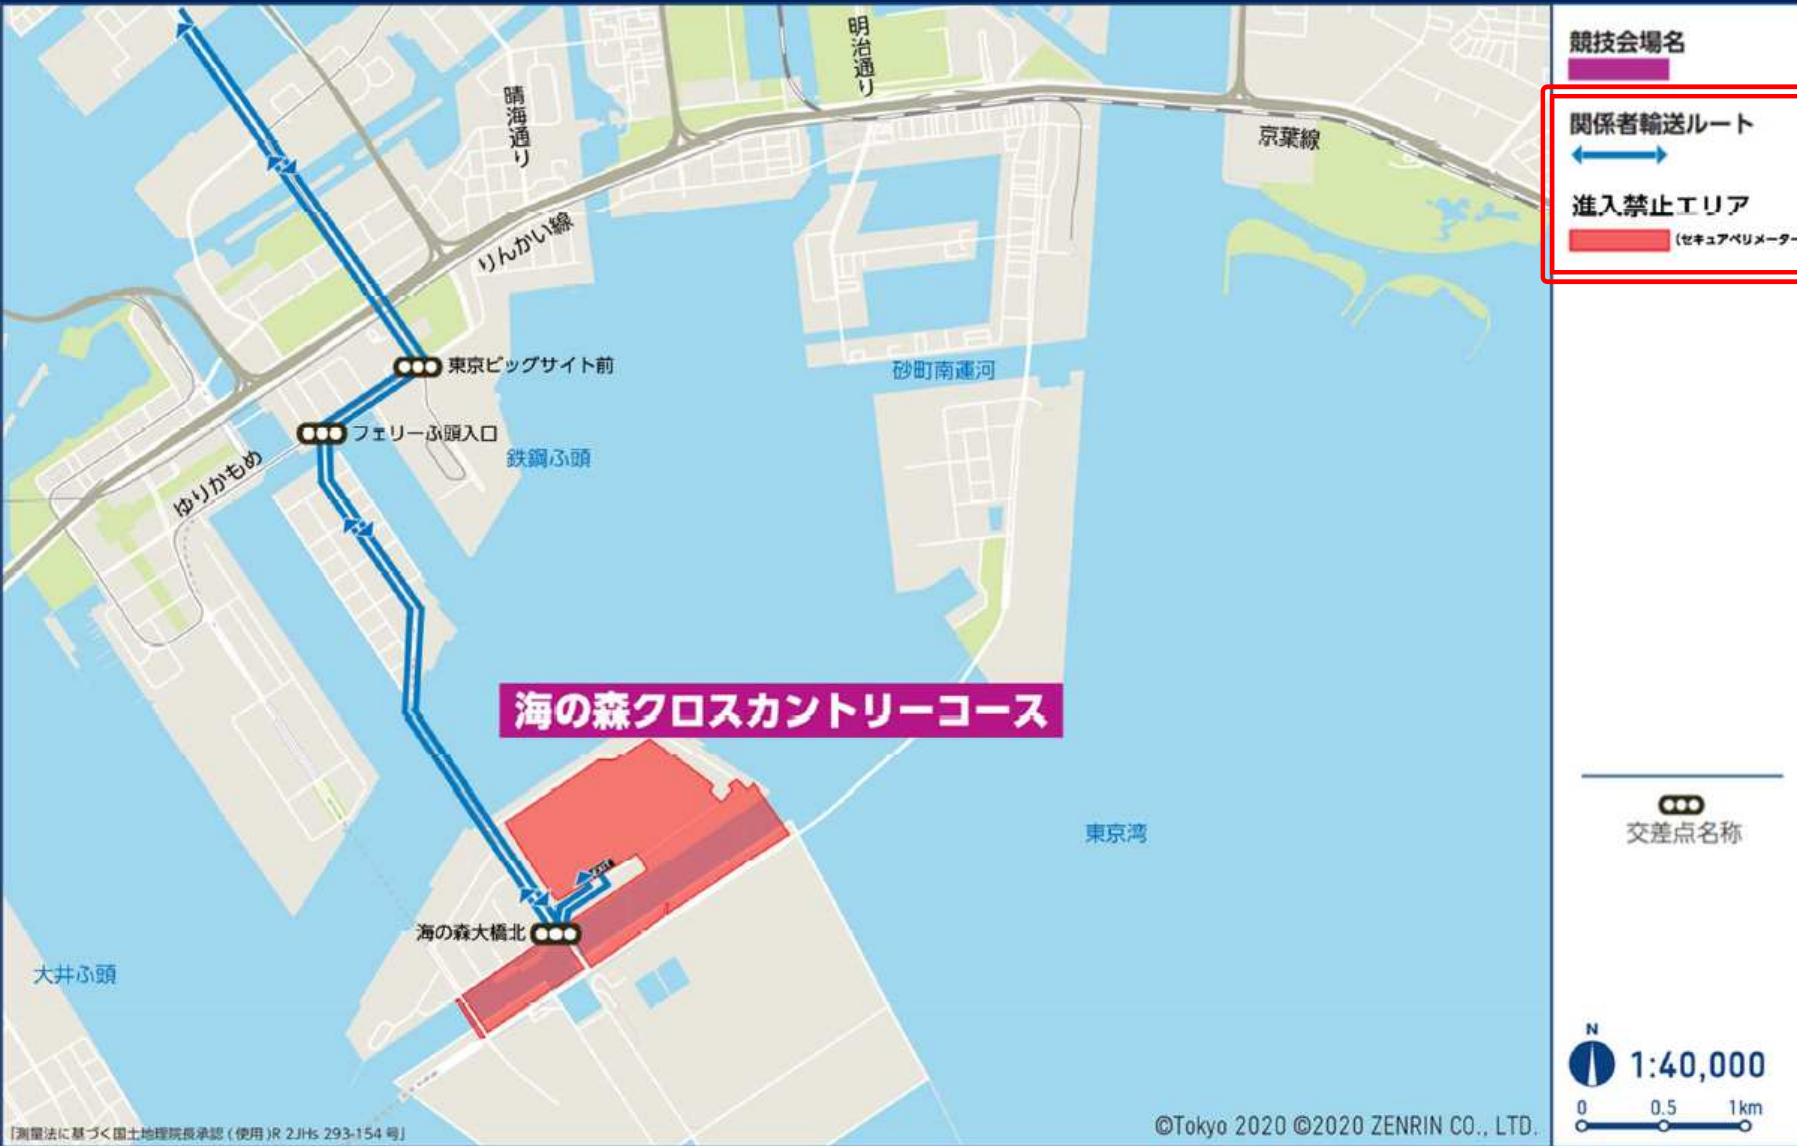 明治通り
晴海通り
京葉線
りんかい線
東京ビッグサイト前
砂町南運河
フェリーふ頭入口
鉄鋼ふ頭
ゆりかもめ
海の森クロスカントリーコース
東京湾
EXIT
海の森大橋北
大井ふ頭
「測量法に基づく国土地理院長承認(使用)R 2JHs 293-154 号」
©Tokyo 2020 ©2020 ZENRIN CO., LTD.
競技会場名
関係者輸送ルート
進入禁止エリア
(セキュアペリメーター
交差点名称
N
1:40,000
0 0.5 1km